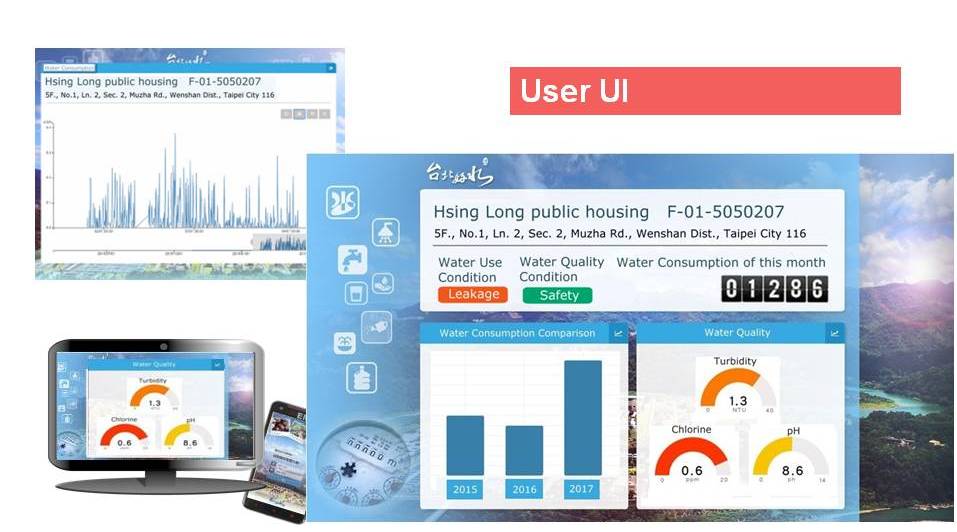 User UI
Water Consumption
Hsing Long public housing F-01-5050207
5F., No.1, Ln. 2, Sec. 2, Muzha Rd., Wenshan Dist., Taipei City 116
台北好水
Hsing Long public housing F-01-5050207
5F., No.1, Ln. 2, Sec. 2, Muzha Rd., Wenshan Dist., Taipei City 116
Water Use Condition
Leakage
Water Quality Condition
Safety
Water Consumption of this month
01286
Water Consumption Comparison
2015 2016 2017
Water Quality
Turbidity
1.3
0 NTU 40
Chlorine
0.6
0 ppm 20
pH
8.6
0 ph 14
Water Quality
Turbidity
1.3
0 NTU 40
Chlorine
0.6
pH
8.6